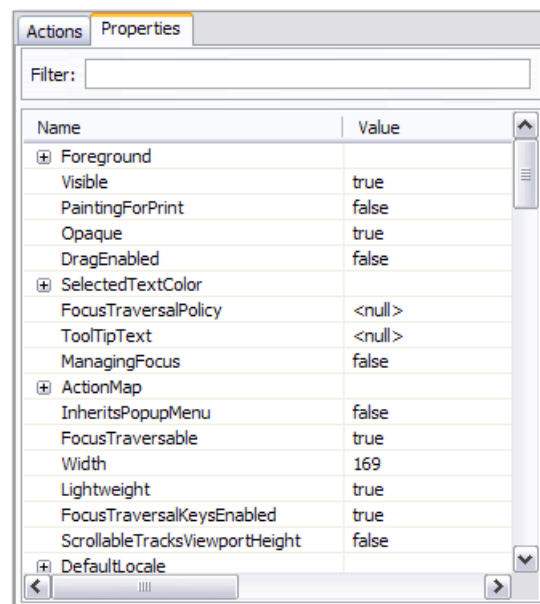 Actions Properties
Filter:
Name Value
Foreground
Visible true
PaintingForPrint false
Opaque true
DragEnabled false
SelectedTextColor
FocusTraversalPolicy <null>
ToolTipText <null>
ManagingFocus false
ActionMap
InheritsPopupMenu false
FocusTraversable true
Width 169
Lightweight true
FocusTraversalKeysEnabled true
ScrollableTracksViewportHeight false
DefaultLocale